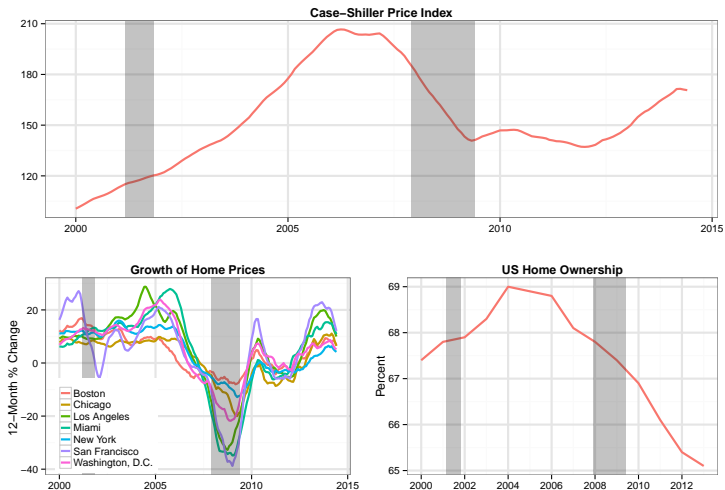 Case−Shiller Price Index
210
180
150
120
2000 2005 2010 2015
Growth of Home Prices
12−Month % Change
20
0
−20
−40
Boston
Chicago
Los Angeles
Miami
New York
San Francisco
Washington, D.C.
2000 2005 2010 2015
US Home Ownership
Percent
69
68
67
66
65
2000 2002 2004 2006 2008 2010 2012